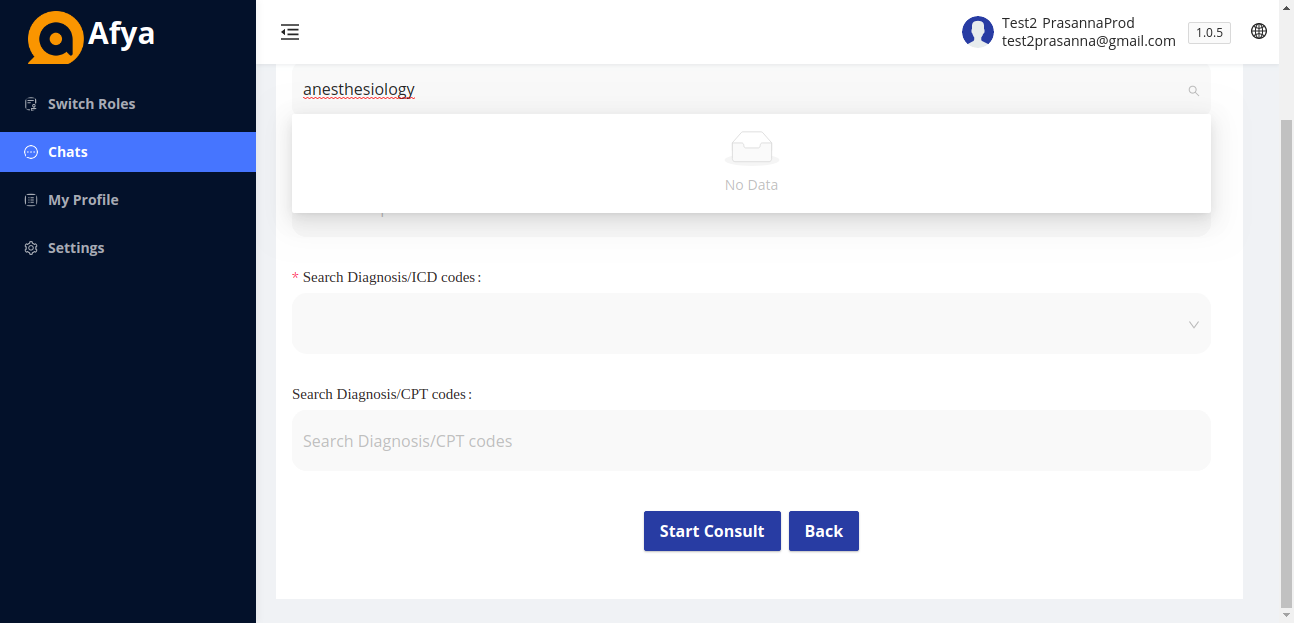 Afya
Test2 PrasannaProd
test2prasanna@gmail.com
1.0.5
Switch Roles
Chats
My Profile
Settings
anesthesiology
No Data
* Search Diagnosis/ICD codes :
Search Diagnosis/CPT codes :
Search Diagnosis/CPT codes
Start Consult
Back